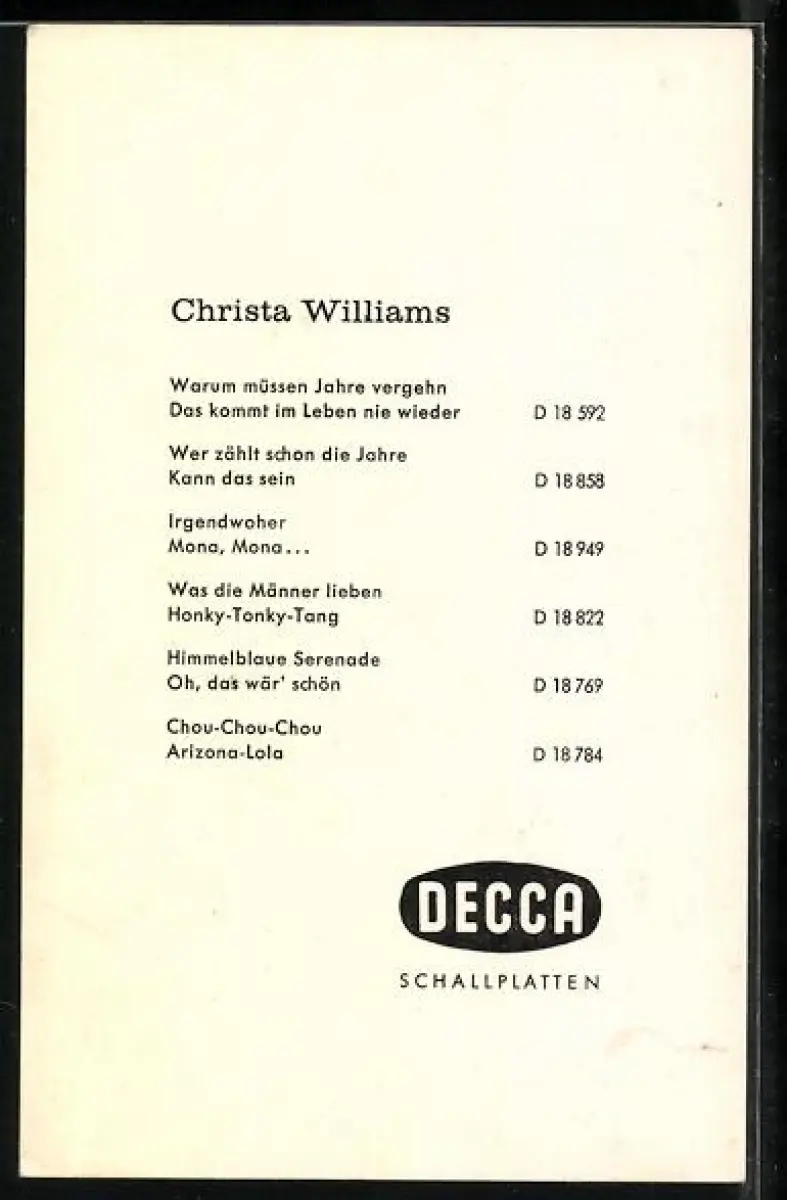 Christa Williams
Warum müssen Jahre vergehn
Das kommt im Leben nie wieder D 18 592
Wer zählt schon die Jahre
Kann das sein D 18 858
Irgendwoher
Mona, Mona...
D 18 949
Was die Männer lieben
Honky-Tonky-Tang D 18 822
Himmelblaue Serenade
Oh, das wär' schön D 18 769
Chou-Chou-Chou
Arizona-Lola D 18 784
DECCA
SCHALLPLATTEN